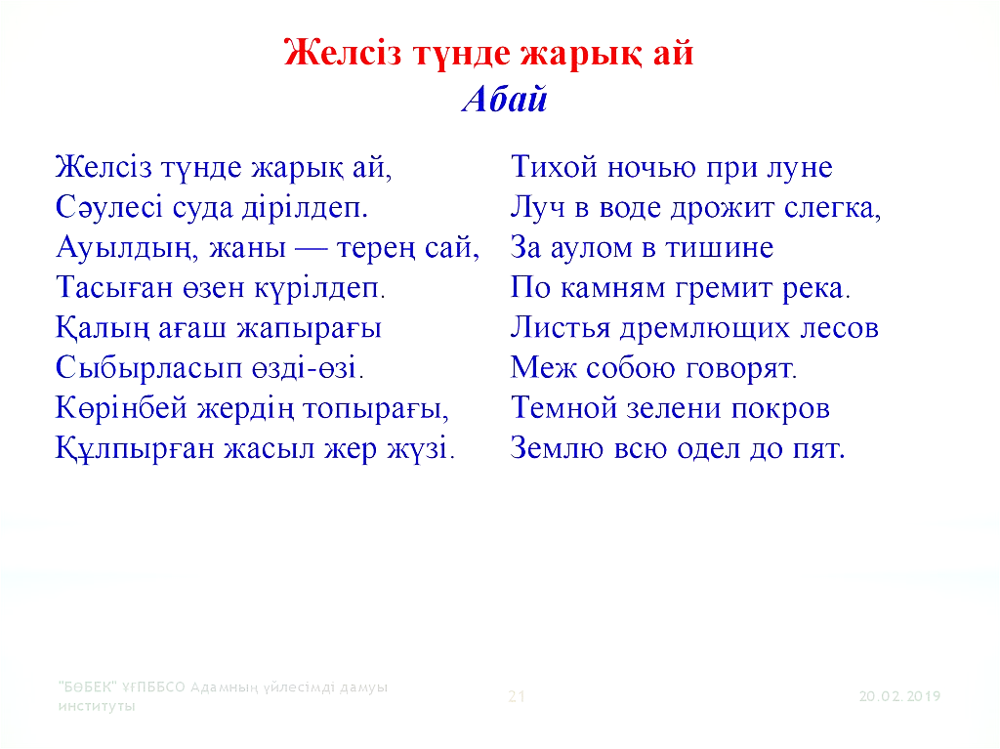 Желсіз түнде жарық ай
Абай
Желсіз түнде жарық ай,
Сәулесі суда дірілдеп.
Ауылдың, жаны — терең сай,
Тасыған өзен күрілдеп.
Қалың ағаш жапырағы
Сыбырласып өзді-өзі.
Көрінбей жердің топырағы,
Құлпырған жасыл жер жүзі.
Тихой ночью при луне
Луч в воде дрожит слегка,
За аулом в тишине
По камням гремит река.
Листья дремлющих лесов
Меж собою говорят.
Темной зелени покров
Землю всю одел до пят.
"БӨБЕК" ҰҒПББСО Адамның үйлесімді дамуы
институты
21
20.02.2019